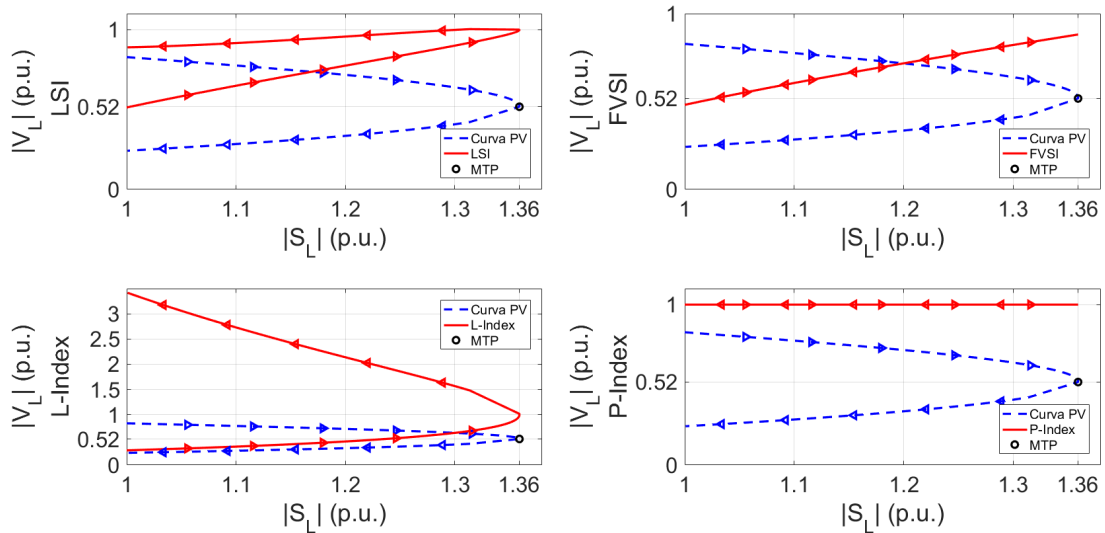 |V_L| (p.u.)
LSI
1
0.52
0
Curva PV
LSI
MTP
1
1.1
1.2
1.3
1.36
|S_L| (p.u.)
|V_L| (p.u.)
FVSI
1
0.52
0
Curva PV
FVSI
MTP
1
1.1
1.2
1.3
1.36
|S_L| (p.u.)
|V_L| (p.u.)
L-Index
3
2.5
2
1.5
1
0.52
0
Curva PV
L-Index
MTP
1
1.1
1.2
1.3
1.36
|S_L| (p.u.)
|V_L| (p.u.)
P-Index
1
0.52
0
Curva PV
P-Index
MTP
1
1.1
1.2
1.3
1.36
|S_L| (p.u.)